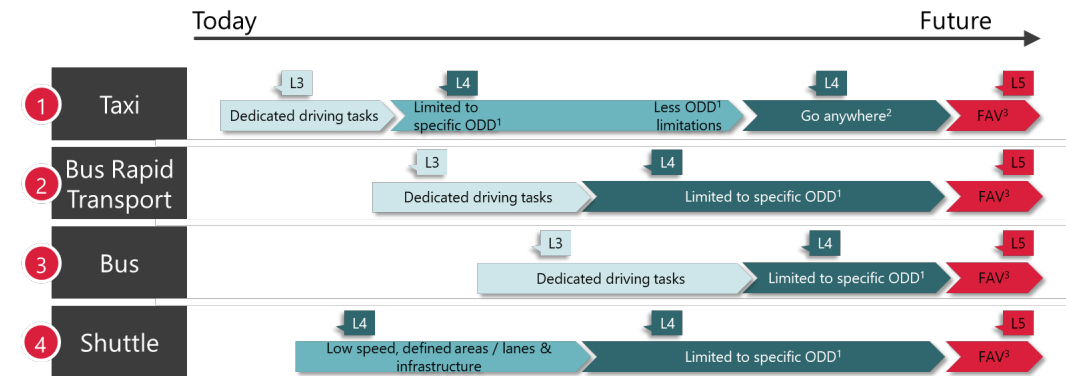 Today
Future
1
Taxi
L3
Dedicated driving tasks
L4
Limited to
specific ODD¹
Less ODD¹
limitations
L4
Go anywhere²
L5
FAV³
2
Bus Rapid
Transport
L3
Dedicated driving tasks
L4
Limited to specific ODD¹
L5
FAV³
3
Bus
L3
Dedicated driving tasks
L4
Limited to specific ODD¹
L5
FAV³
4
Shuttle
L4
Low speed, defined areas / lanes &
infrastructure
L4
Limited to specific ODD¹
L5
FAV³